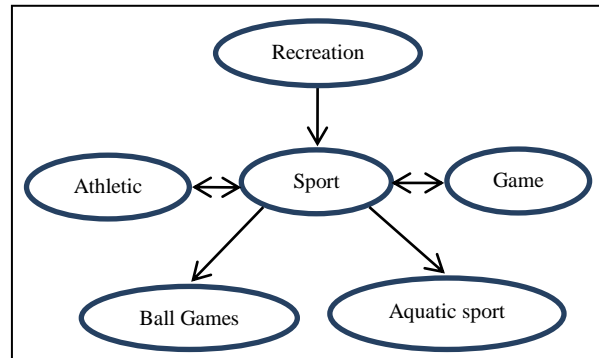 Recreation
Athletic
Sport
Game
Ball Games
Aquatic sport